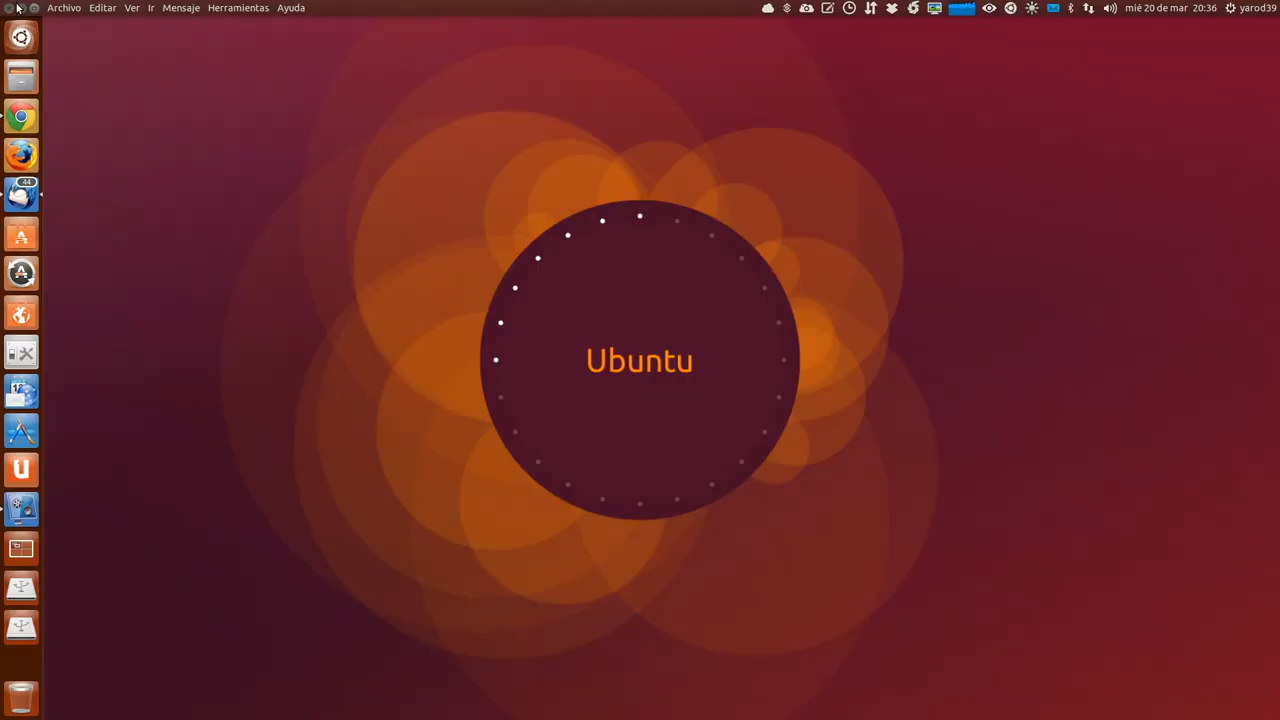 Archivo Editar Ver Ir Mensaje Herramientas Ayuda
mié 20 de mar 20:36 yarod39
44
Ubuntu